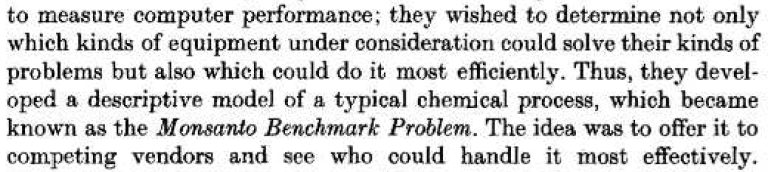 to measure computer performance; they wished to determine not only
which kinds of equipment under consideration could solve their kinds of
problems but also which could do it most efficiently. Thus, they devel-
oped a descriptive model of a typical chemical process, which became
known as the Monsanto Benchmark Problem. The idea was to offer it to
competing vendors and see who could handle it most effectively.